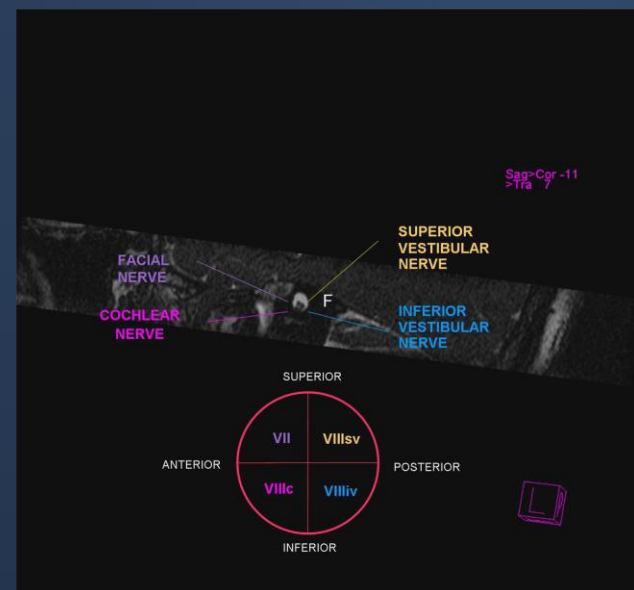 Sag>Cor -11
>Tra 7
SUPERIOR
VESTIBULAR
NERVE
FACIAL
NERVE
F
COCHLEAR
NERVE
INFERIOR
VESTIBULAR
NERVE
SUPERIOR
VII
VIIIsv
ANTERIOR
POSTERIOR
VIIIc
VIIIiv
INFERIOR
L